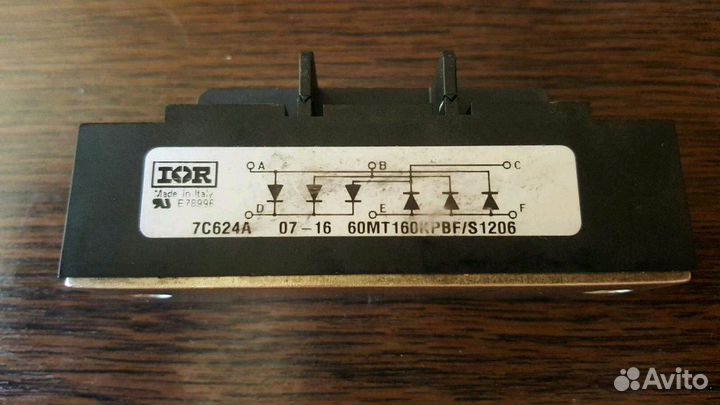 IOR
Made in Italy
E78996
A B C
D E F
7C624A 07-16 60MT160KPBF/S1206
Avito